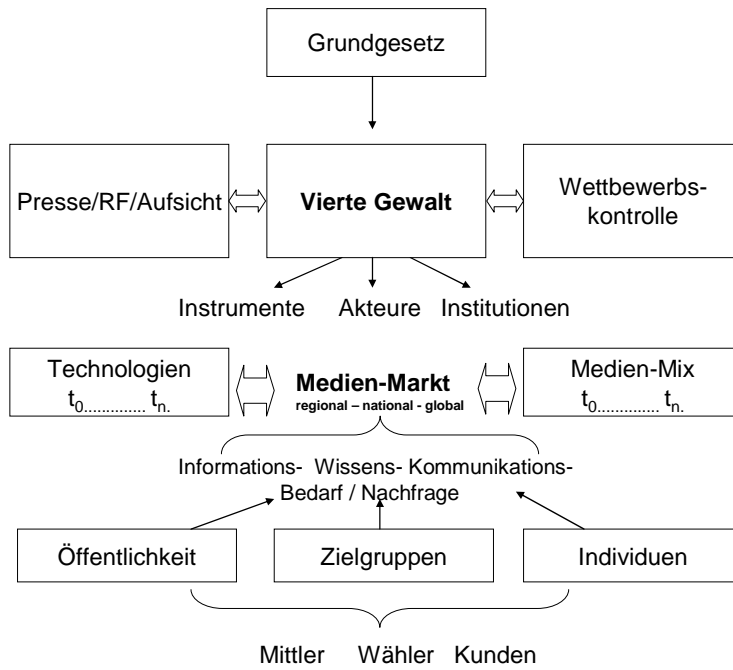 Grundgesetz
Presse/RF/Aufsicht
Vierte Gewalt
Wettbewerbs-
kontrolle
Instrumente Akteure Institutionen
Technologien
t0............. tn.
Medien-Markt
regional – national - global
Medien-Mix
t0............. tn.
Informations- Wissens- Kommunikations-
Bedarf / Nachfrage
Öffentlichkeit
Zielgruppen
Individuen
Mittler Wähler Kunden